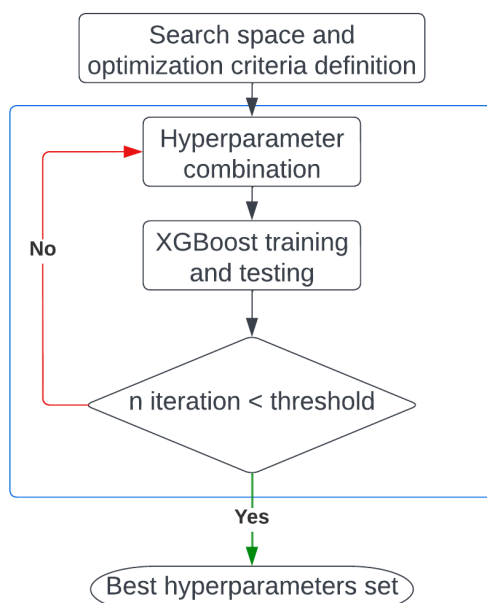 Search space and
optimization criteria definition
Hyperparameter
combination
No
XGBoost training
and testing
n iteration < threshold
Yes
Best hyperparameters set